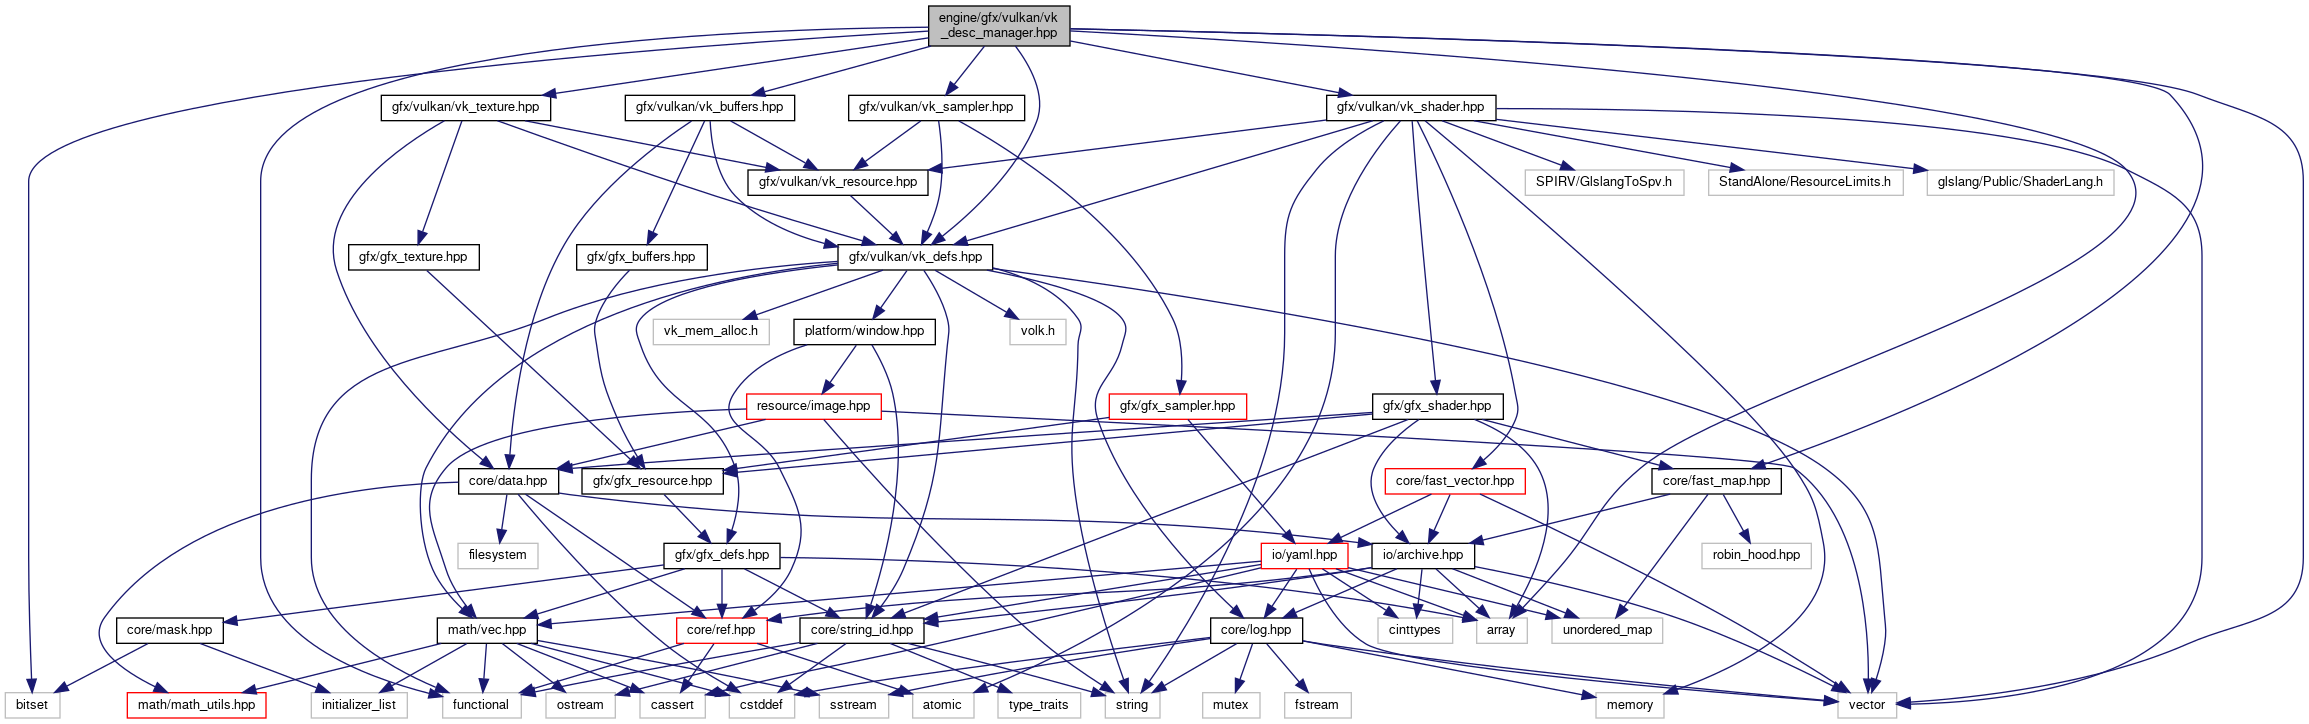 engine/gfx/vulkan/vk
_desc_manager.hpp
gfx/vulkan/vk_texture.hpp
gfx/vulkan/vk_buffers.hpp
gfx/vulkan/vk_sampler.hpp
gfx/vulkan/vk_shader.hpp
gfx/vulkan/vk_resource.hpp
SPIRV/GlslangToSpv.h
StandAlone/ResourceLimits.h
glslang/Public/ShaderLang.h
gfx/gfx_texture.hpp
gfx/gfx_buffers.hpp
gfx/vulkan/vk_defs.hpp
vk_mem_alloc.h
platform/window.hpp
volk.h
resource/image.hpp
gfx/gfx_sampler.hpp
gfx/gfx_shader.hpp
core/data.hpp
gfx/gfx_resource.hpp
core/fast_vector.hpp
core/fast_map.hpp
filesystem
gfx/gfx_defs.hpp
io/yaml.hpp
io/archive.hpp
robin_hood.hpp
core/mask.hpp
math/vec.hpp
core/ref.hpp
core/string_id.hpp
core/log.hpp
cinttypes
array
unordered_map
bitset
math/math_utils.hpp
initializer_list
functional
ostream
cassert
cstddef
sstream
atomic
type_traits
string
mutex
fstream
memory
vector